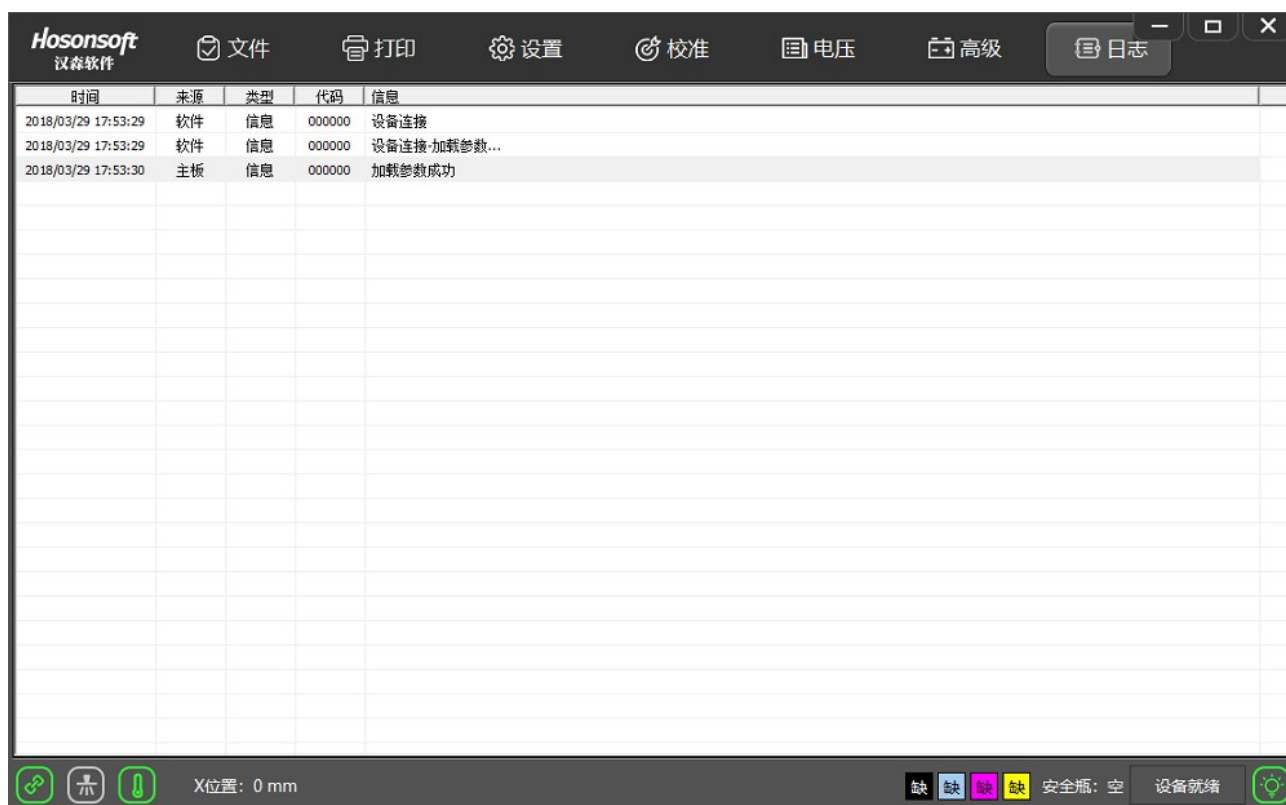 Hosonsoft
汉森软件
文件 打印 设置 校准 电压 高级 日志
时间 来源 类型 代码 信息
2018/03/29 17:53:29 软件 信息 000000 设备连接
2018/03/29 17:53:29 软件 信息 000000 设备连接-加载参数...
2018/03/29 17:53:30 主板 信息 000000 加载参数成功
X位置: 0 mm 缺 缺 缺 缺 安全瓶: 空 设备就绪